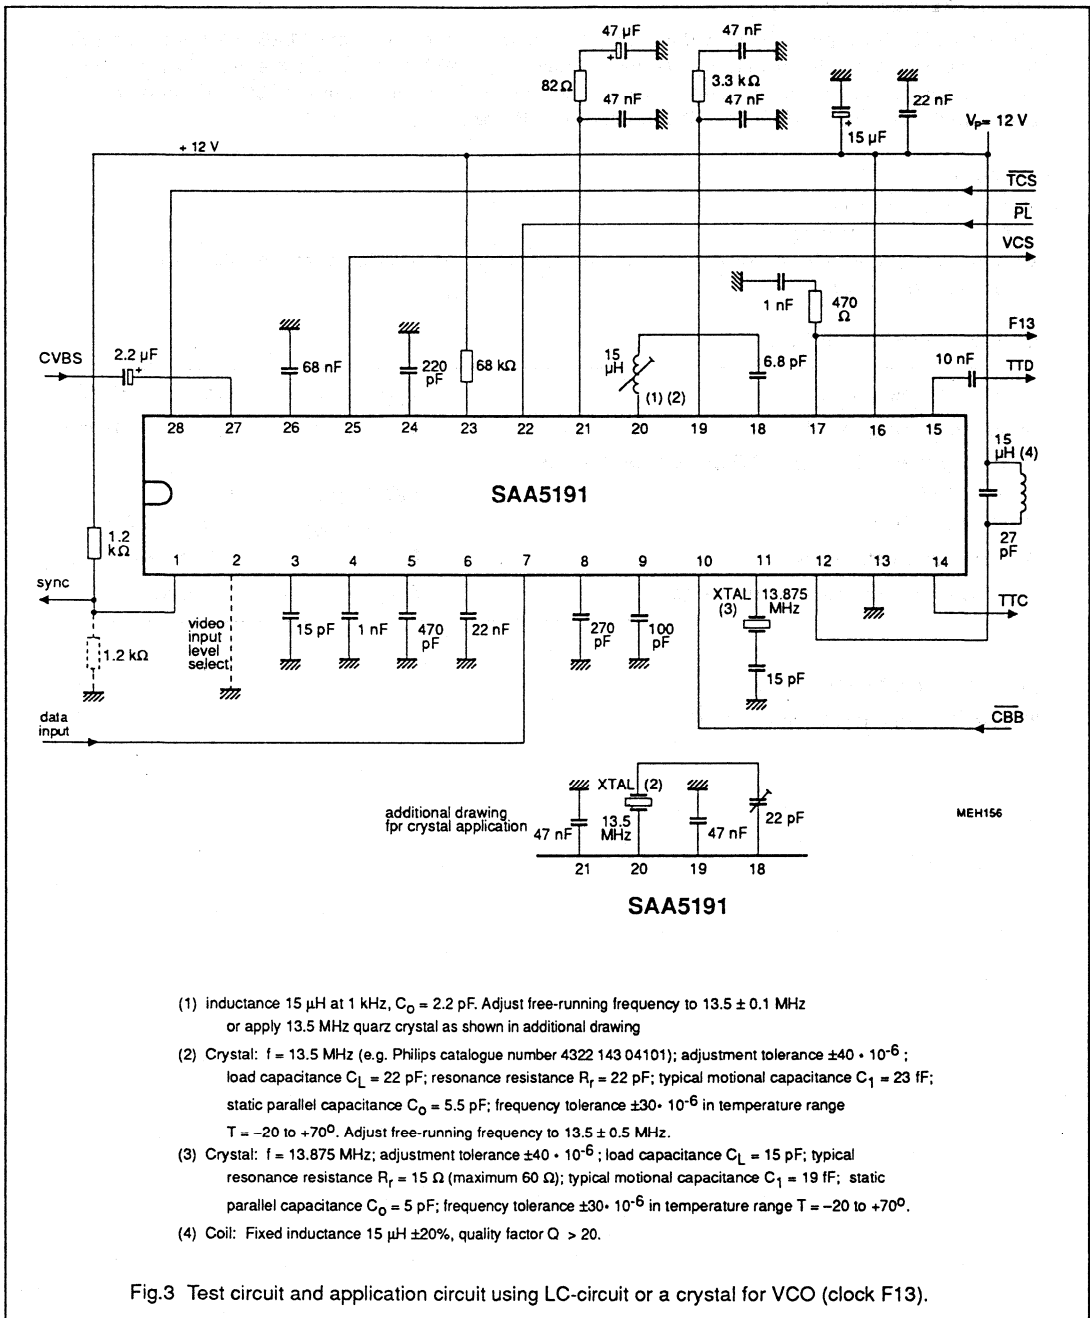 47 µF
47 nF
82 Ω
3.3 kΩ
47 nF
47 nF
22 nF
15 µF
VP= 12 V
+ 12 V
TCS
PL
VCS
1 nF
470
Ω
F13
CVBS
2.2 µF
68 nF
220
pF
68 kΩ
15
µH
(1) (2)
6.8 pF
10 nF
TTD
28 27 26 25 24 23 22 21 20 19 18 17 16 15
15
µH (4)
SAA5191
27
pF
1.2
kΩ
1 2 3 4 5 6 7 8 9 10 11 12 13 14
sync
1.2 kΩ
video
input
level
select
15 pF
1 nF
470
pF
22 nF
270
pF
100
pF
XTAL
(3)
13.875
MHz
15 pF
TTC
data
input
CBB
additional drawing
fpr crystal application
47 nF
XTAL (2)
13.5
MHz
47 nF
22 pF
MEH156
21 20 19 18
SAA5191
(1) inductance 15 µH at 1 kHz, Co = 2.2 pF. Adjust free-running frequency to 13.5 ± 0.1 MHz
or apply 13.5 MHz quarz crystal as shown in additional drawing
(2) Crystal: f = 13.5 MHz (e.g. Philips catalogue number 4322 143 04101); adjustment tolerance ±40 • 10-6 ;
load capacitance CL = 22 pF; resonance resistance Rr = 22 pF; typical motional capacitance C1 = 23 fF;
static parallel capacitance Co = 5.5 pF; frequency tolerance ±30• 10-6 in temperature range
T = –20 to +70o. Adjust free-running frequency to 13.5 ± 0.5 MHz.
(3) Crystal: f = 13.875 MHz; adjustment tolerance ±40 • 10-6 ; load capacitance CL = 15 pF; typical
resonance resistance Rr = 15 Ω (maximum 60 Ω); typical motional capacitance C1 = 19 fF; static
parallel capacitance Co = 5 pF; frequency tolerance ±30• 10-6 in temperature range T = –20 to +70o.
(4) Coil: Fixed inductance 15 µH ±20%, quality factor Q > 20.
Fig.3 Test circuit and application circuit using LC-circuit or a crystal for VCO (clock F13).